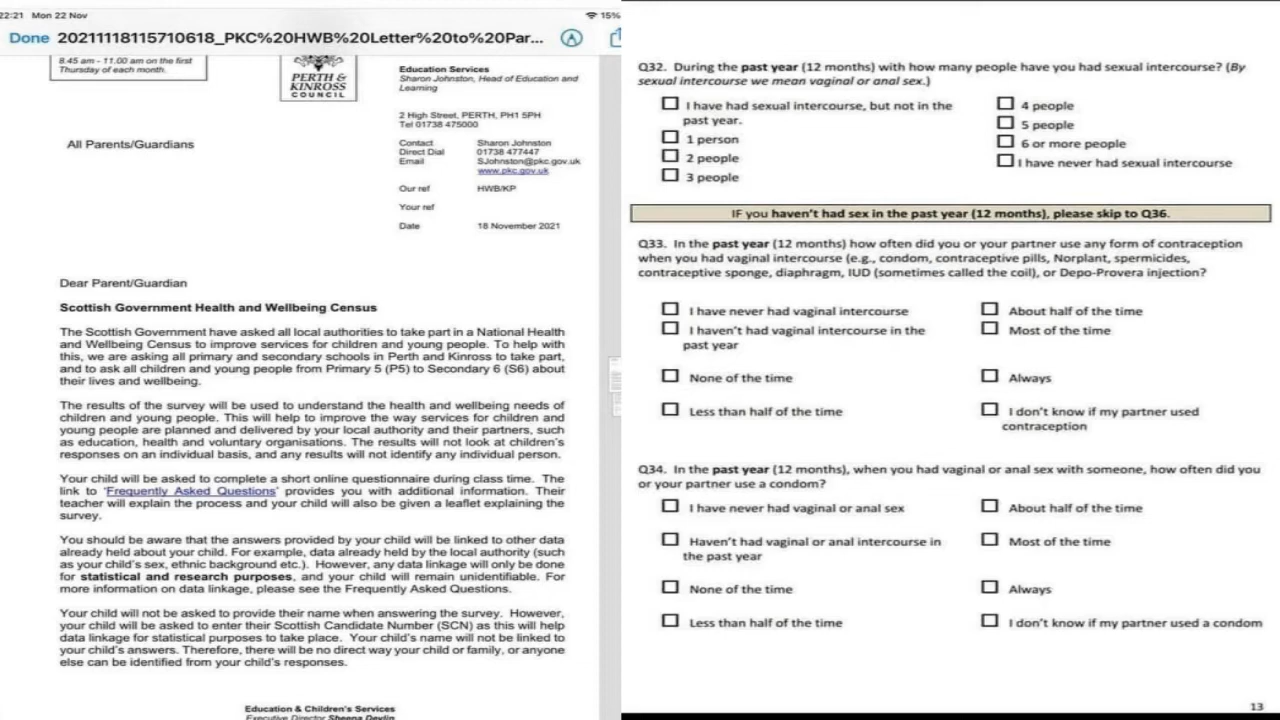 22:21 Mon 22 Nov
15%
Done 20211118115710618_PKC%20HWB%20Letter%20to%20Par...
8.45 am - 11.00 am on the first
Thursday of each month.
PERTH &
KINROSS
COUNCIL
Education Services
Sharon Johnston, Head of Education and
Learning
2 High Street, PERTH, PH1 5PH
Tel 01738 475000
All Parents/Guardians
Contact Sharon Johnston
Direct Dial 01738 477447
Email SJohnston@pkc.gov.uk
www.pkc.gov.uk
Our ref HWB/KP
Your ref
Date 18 November 2021
Dear Parent/Guardian
Scottish Government Health and Wellbeing Census
The Scottish Government have asked all local authorities to take part in a National Health
and Wellbeing Census to improve services for children and young people. To help with
this, we are asking all primary and secondary schools in Perth and Kinross to take part,
and to ask all children and young people from Primary 5 (P5) to Secondary 6 (S6) about
their lives and wellbeing.
The results of the survey will be used to understand the health and wellbeing needs of
children and young people. This will help to improve the way services for children and
young people are planned and delivered by your local authority and their partners, such
as education, health and voluntary organisations. The results will not look at children's
responses on an individual basis, and any results will not identify any individual person.
Your child will be asked to complete a short online questionnaire during class time. The
link to 'Frequently Asked Questions' provides you with additional information. Their
teacher will explain the process and your child will also be given a leaflet explaining the
survey.
You should be aware that the answers provided by your child will be linked to other data
already held about your child. For example, data already held by the local authority (such
as your child's sex, ethnic background etc.). However, any data linkage will only be done
for statistical and research purposes, and your child will remain unidentifiable. For
more information on data linkage, please see the Frequently Asked Questions.
Your child will not be asked to provide their name when answering the survey. However,
your child will be asked to enter their Scottish Candidate Number (SCN) as this will help
data linkage for statistical purposes to take place. Your child's name will not be linked to
your child's answers. Therefore, there will be no direct way your child or family, or anyone
else can be identified from your child's responses.
Education & Children's Services
Executive Director Sheena Devlin
Q32. During the past year (12 months) with how many people have you had sexual intercourse? (By
sexual intercourse we mean vaginal or anal sex.)
I have had sexual intercourse, but not in the
past year.
1 person
2 people
3 people
4 people
5 people
6 or more people
I have never had sexual intercourse
IF you haven't had sex in the past year (12 months), please skip to Q36.
Q33. In the past year (12 months) how often did you or your partner use any form of contraception
when you had vaginal intercourse (e.g., condom, contraceptive pills, Norplant, spermicides,
contraceptive sponge, diaphragm, IUD (sometimes called the coil), or Depo-Provera injection?
I have never had vaginal intercourse
I haven't had vaginal intercourse in the
past year
None of the time
Less than half of the time
About half of the time
Most of the time
Always
I don't know if my partner used
contraception
Q34. In the past year (12 months), when you had vaginal or anal sex with someone, how often did you
or your partner use a condom?
I have never had vaginal or anal sex
Haven't had vaginal or anal intercourse in
the past year
None of the time
Less than half of the time
About half of the time
Most of the time
Always
I don't know if my partner used a condom
13